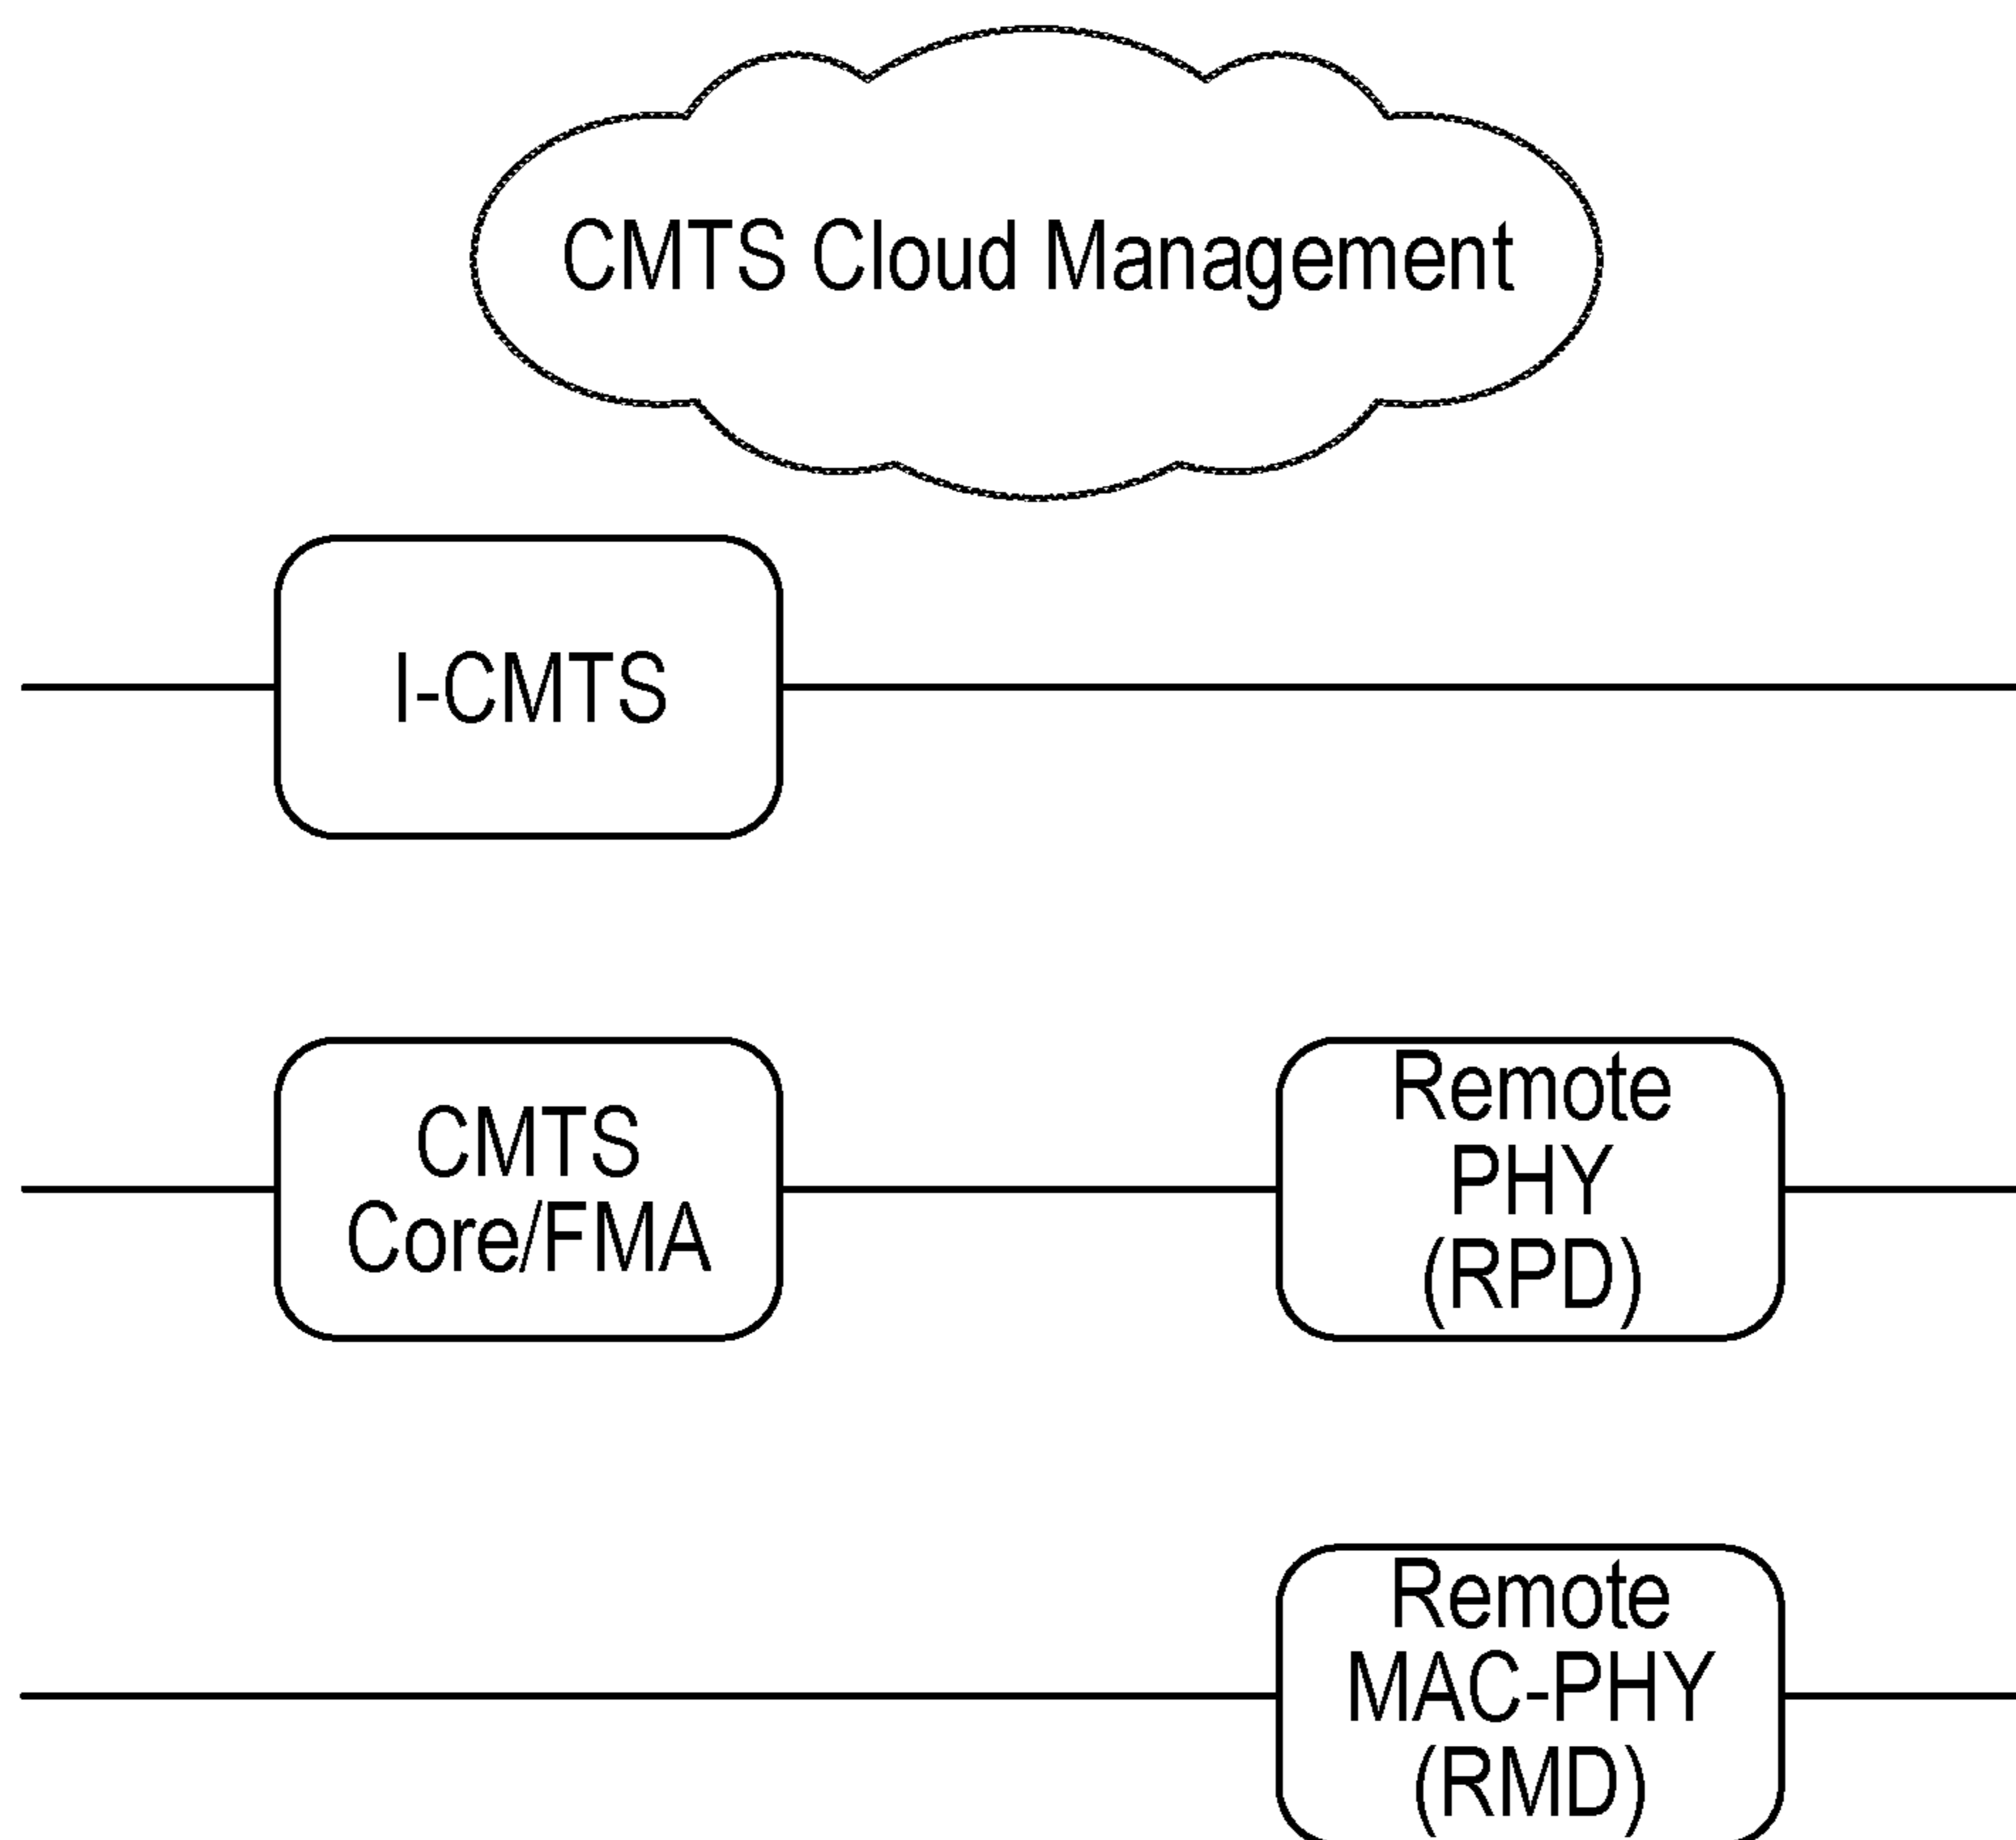 CMTS Cloud Management
I-CMTS
CMTS
Core/FMA
Remote
PHY
(RPD)
Remote
MAC-PHY
(RMD)